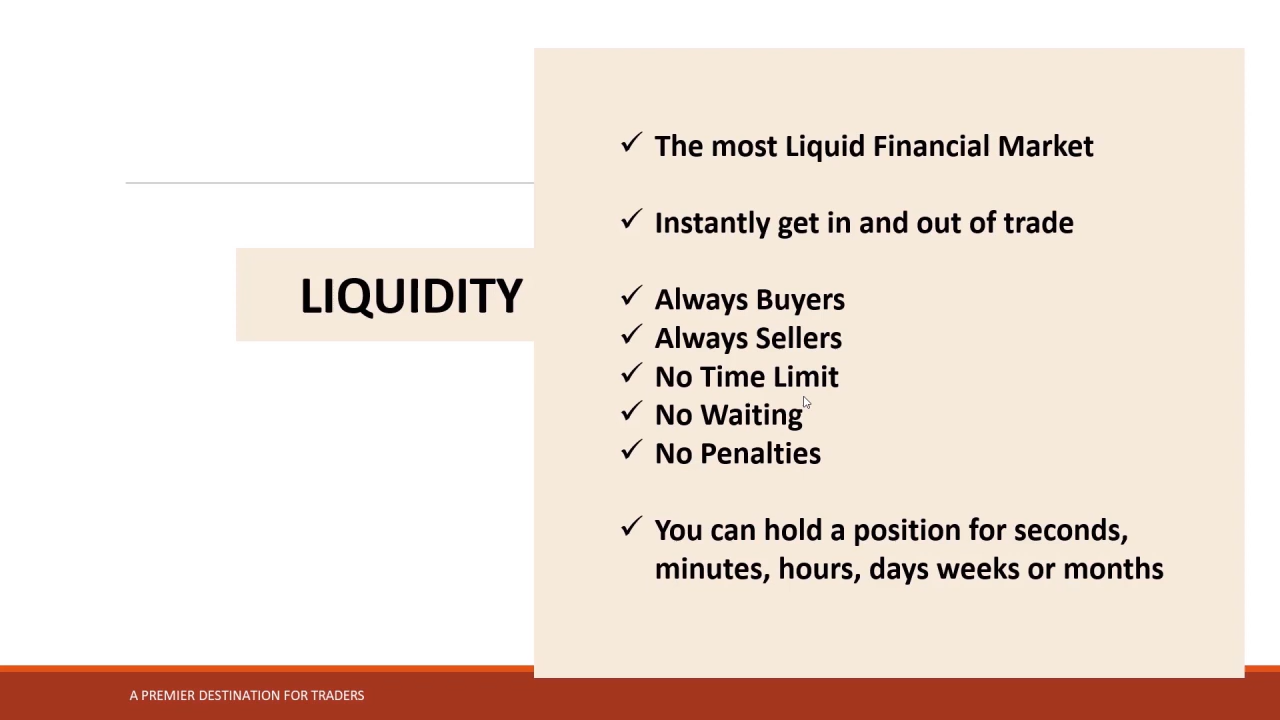 LIQUIDITY
✓ The most Liquid Financial Market
✓ Instantly get in and out of trade
✓ Always Buyers
✓ Always Sellers
✓ No Time Limit
✓ No Waiting
✓ No Penalties
✓ You can hold a position for seconds,
minutes, hours, days weeks or months
A PREMIER DESTINATION FOR TRADERS